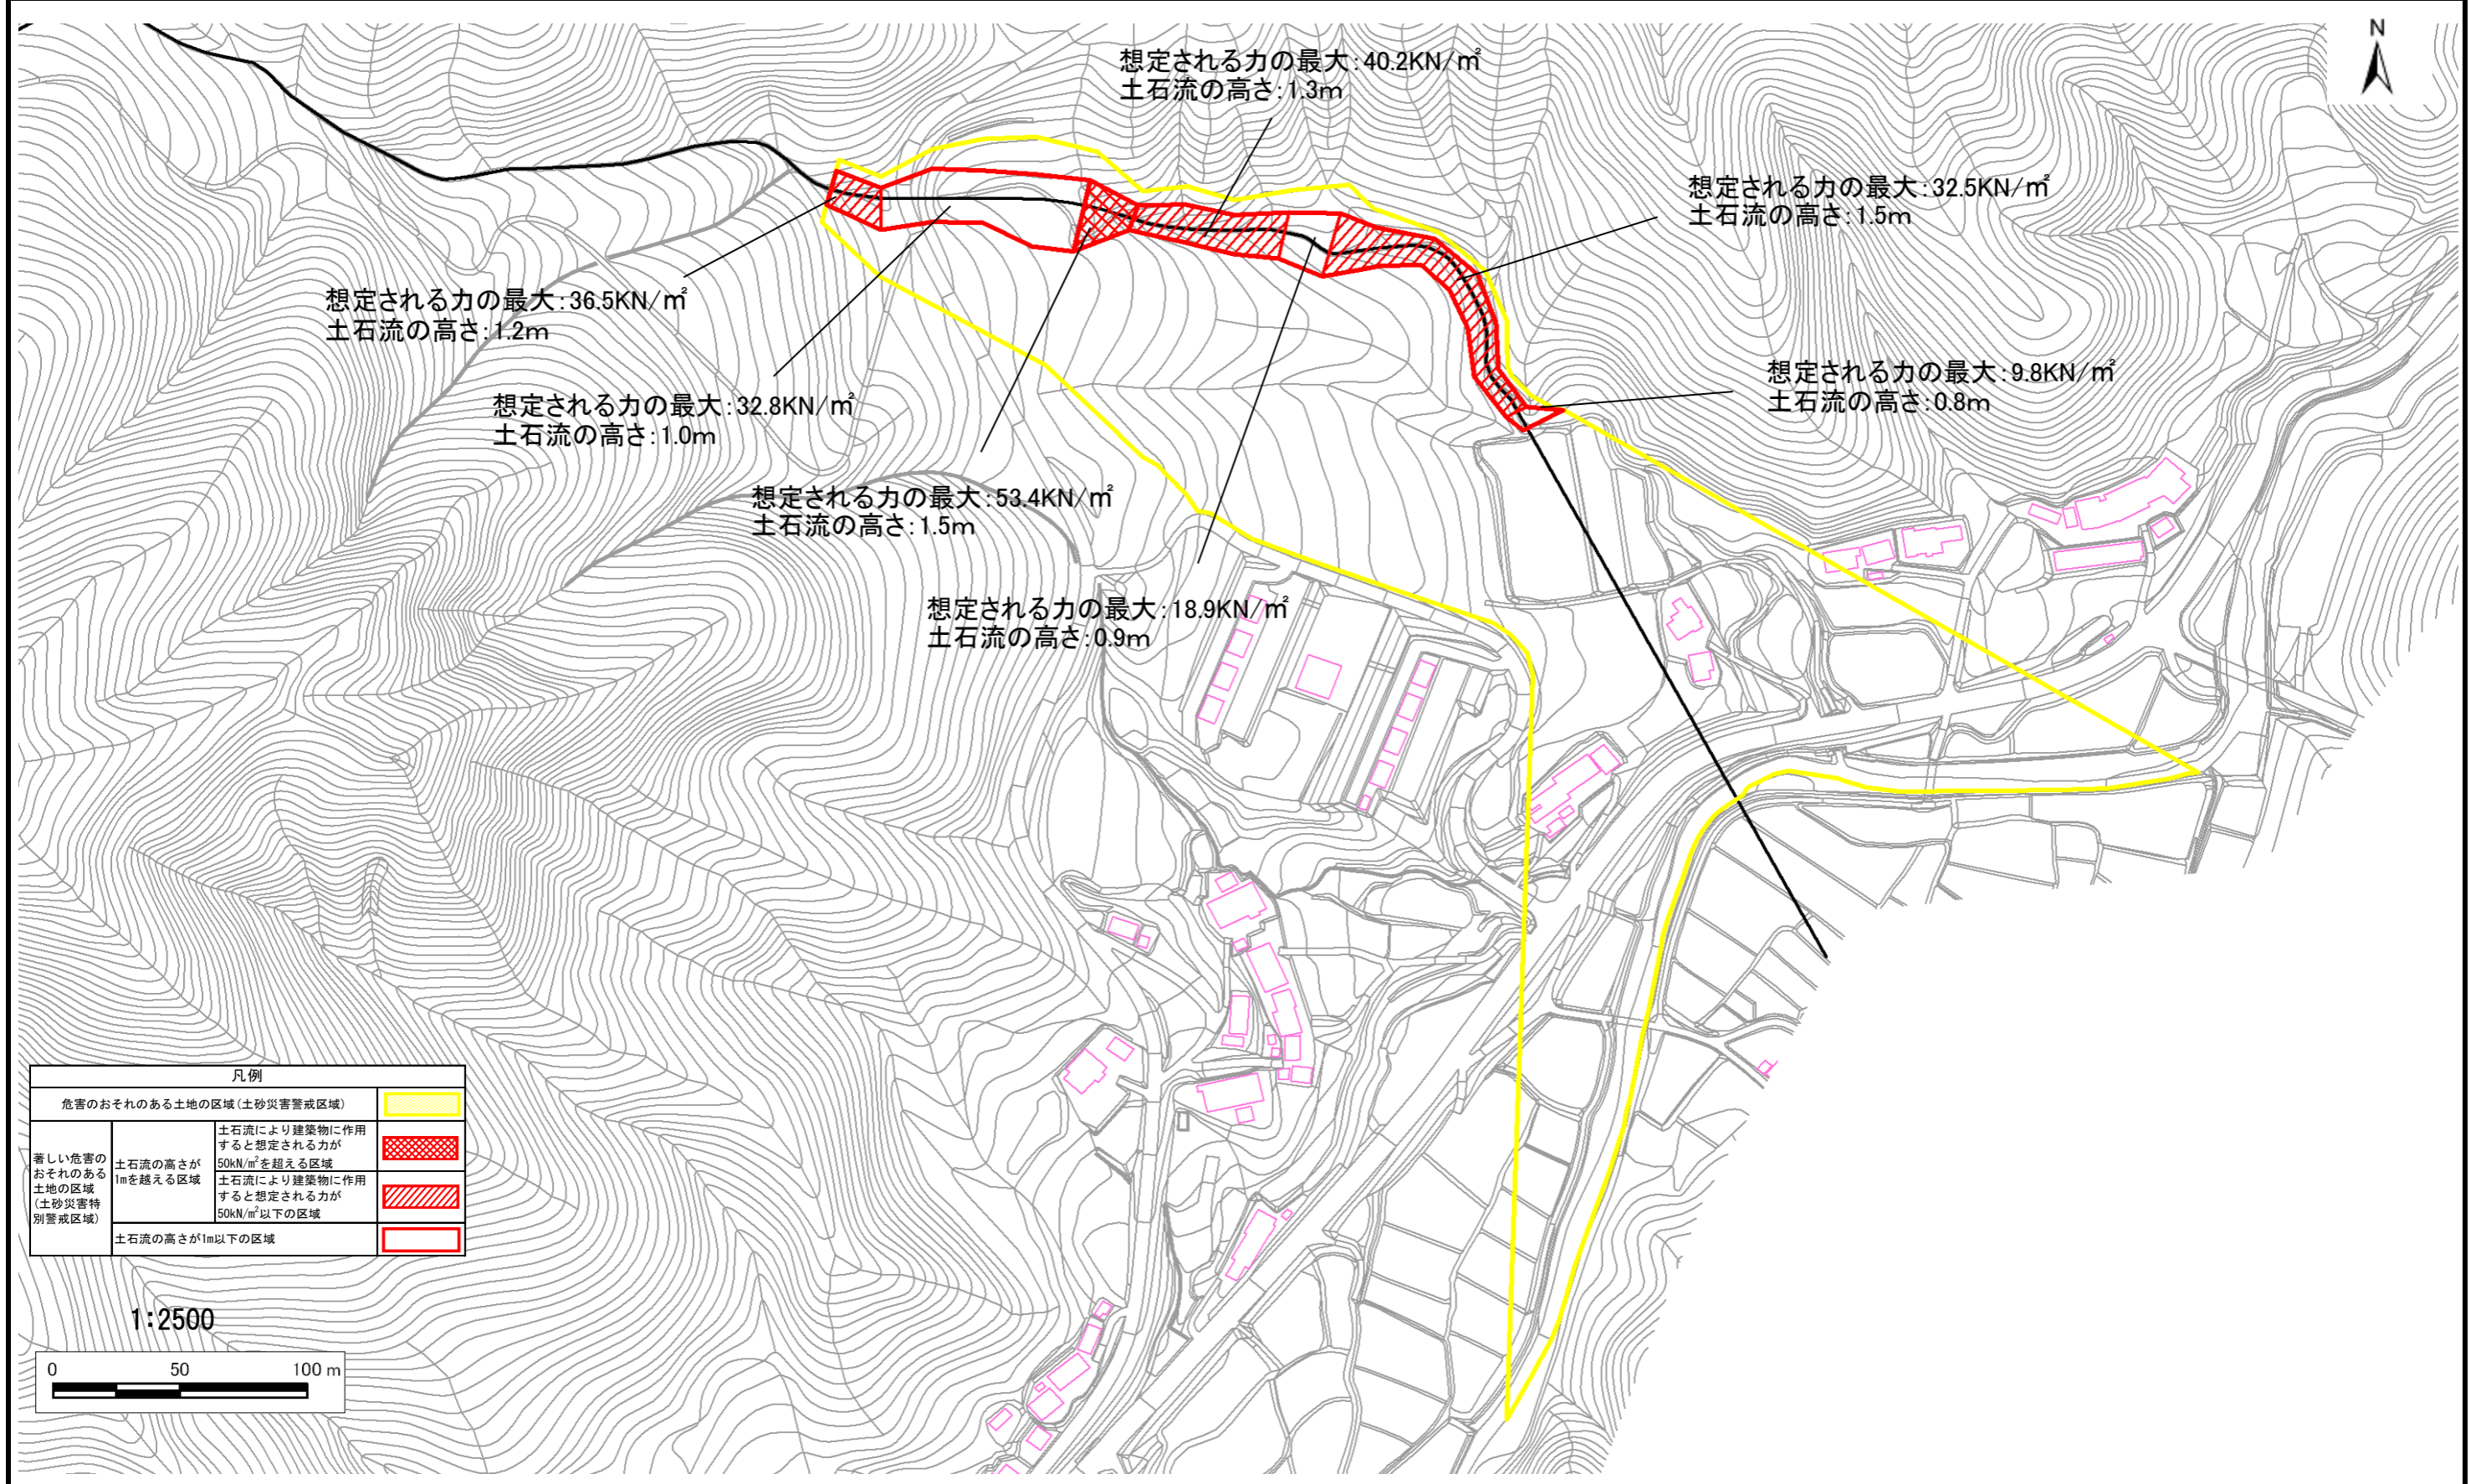 N
想定される力の最大:40.2KN/㎡
土石流の高さ:1.3m
想定される力の最大:32.5KN/㎡
土石流の高さ:1.5m
想定される力の最大:36.5KN/㎡
土石流の高さ:1.2m
想定される力の最大:9.8KN/㎡
土石流の高さ:0.8m
想定される力の最大:32.8KN/㎡
土石流の高さ:1.0m
想定される力の最大:53.4KN/㎡
土石流の高さ:1.5m
想定される力の最大:18.9KN/㎡
土石流の高さ:0.9m
凡例
危害のおそれのある土地の区域(土砂災害警戒区域)
著しい危害の
おそれのある
土地の区域
(土砂災害特
別警戒区域)
土石流の高さが
1mを越える区域
土石流により建築物に作用
すると想定される力が
50kN/㎡を超える区域
土石流により建築物に作用
すると想定される力が
50kN/㎡以下の区域
土石流の高さが1m以下の区域
1:2500
0 50 100 m